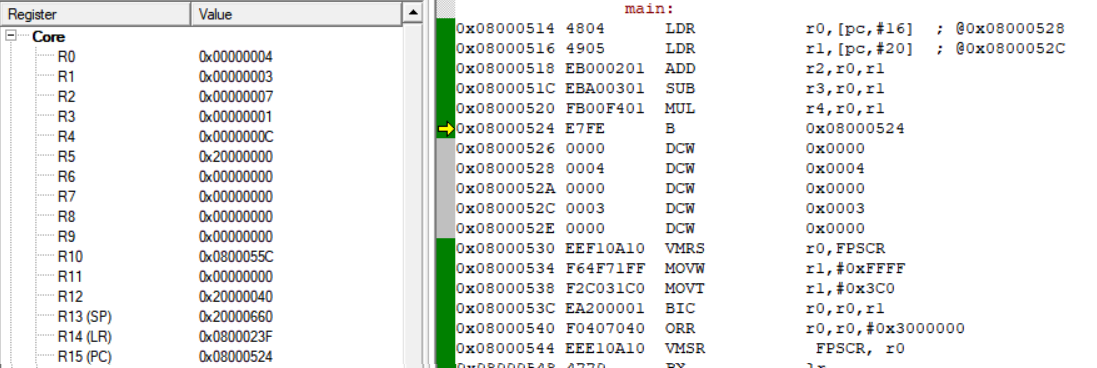 Register Value
Core
R0 0x00000004
R1 0x00000003
R2 0x00000007
R3 0x00000001
R4 0x0000000C
R5 0x20000000
R6 0x00000000
R7 0x00000000
R8 0x00000000
R9 0x00000000
R10 0x0800055C
R11 0x00000000
R12 0x20000040
R13 (SP) 0x20000660
R14 (LR) 0x0800023F
R15 (PC) 0x08000524
main:
0x08000514 4804 LDR r0,[pc,#16] ; @0x08000528
0x08000516 4905 LDR r1,[pc,#20] ; @0x0800052C
0x08000518 EB000201 ADD r2,r0,r1
0x0800051C EBA00301 SUB r3,r0,r1
0x08000520 FB00F401 MUL r4,r0,r1
0x08000524 E7FE B 0x08000524
0x08000526 0000 DCW 0x0000
0x08000528 0004 DCW 0x0004
0x0800052A 0000 DCW 0x0000
0x0800052C 0003 DCW 0x0003
0x0800052E 0000 DCW 0x0000
0x08000530 EEF10A10 VMRS r0,FPSCR
0x08000534 F64F71FF MOVW r1,#0xFFFF
0x08000538 F2C031C0 MOVT r1,#0x3C0
0x0800053C EA200001 BIC r0,r0,r1
0x08000540 F0407040 ORR r0,r0,#0x3000000
0x08000544 EEE10A10 VMSR FPSCR, r0
0x08000548 4770 BX lr